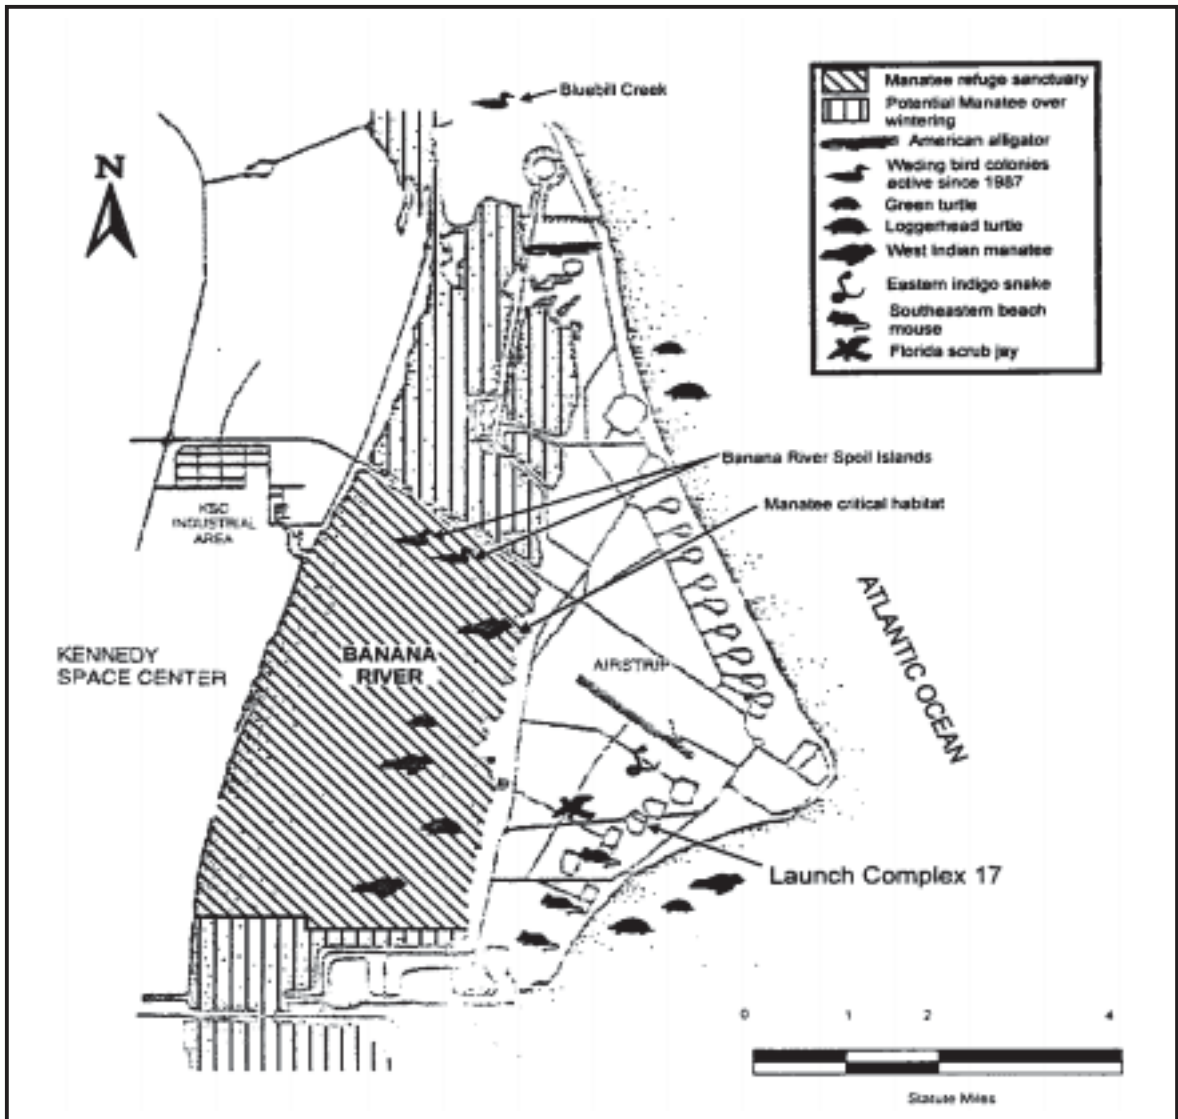 Bluebill Creek
N
Manatee refuge sanctuary
Potential Manatee over
wintering
American alligator
Wading bird colonies
active since 1987
Green turtle
Loggerhead turtle
West Indian manatee
Eastern indigo snake
Southeastern beach
mouse
Florida scrub jay
Banana River Spoil Islands
Manatee critical habitat
KSC
INDUSTRIAL
AREA
ATLANTIC OCEAN
KENNEDY
SPACE CENTER
BANANA
RIVER
AIRSTRIP
Launch Complex 17
0 1 2 4
Statute Miles